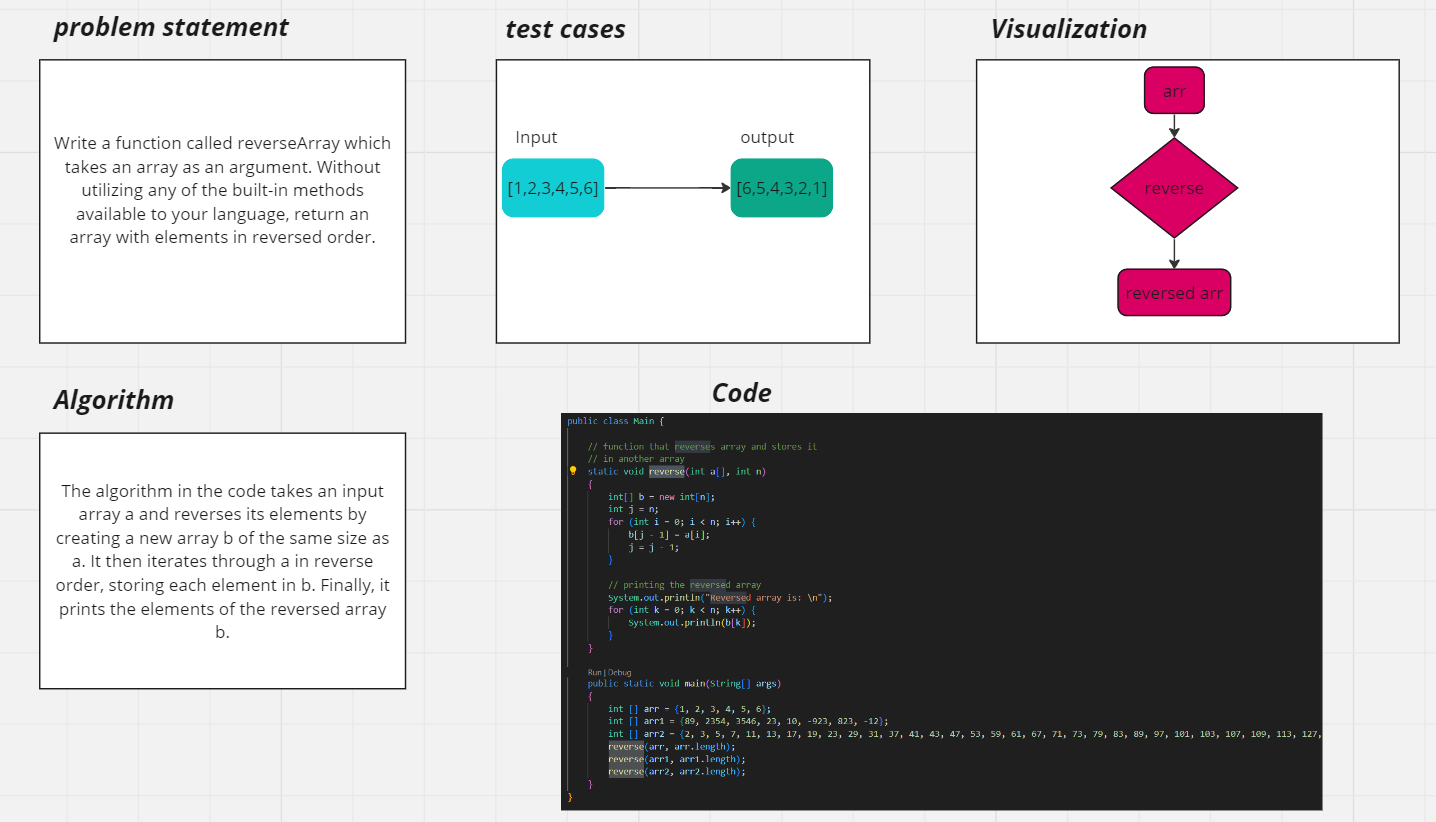 problem statement
Write a function called reverseArray which
takes an array as an argument. Without
utilizing any of the built-in methods
available to your language, return an
array with elements in reversed order.
test cases
Input
output
[1,2,3,4,5,6]
[6,5,4,3,2,1]
Visualization
arr
reverse
reversed arr
Algorithm
The algorithm in the code takes an input
array a and reverses its elements by
creating a new array b of the same size as
a. It then iterates through a in reverse
order, storing each element in b. Finally, it
prints the elements of the reversed array
b.
Code
public class Main {
// function that reverses array and stores it
// in another array
static void reverse(int a[], int n)
{
int[] b = new int[n];
int j = n;
for (int i = 0; i < n; i++) {
b[j - 1] = a[i];
j = j - 1;
}
// printing the reversed array
System.out.println("Reversed array is: \n");
for (int k = 0; k < n; k++) {
System.out.println(b[k]);
}
}
Run | Debug
public static void main(String[] args)
{
int [] arr = {1, 2, 3, 4, 5, 6};
int [] arr1 = {89, 2354, 3546, 23, 10, -923, 823, -12};
int [] arr2 = {2, 3, 5, 7, 11, 13, 17, 19, 23, 29, 31, 37, 41, 43, 47, 53, 59, 61, 67, 71, 73, 79, 83, 89, 97, 101, 103, 107, 109, 113, 127,
reverse(arr, arr.length);
reverse(arr1, arr1.length);
reverse(arr2, arr2.length);
}
}